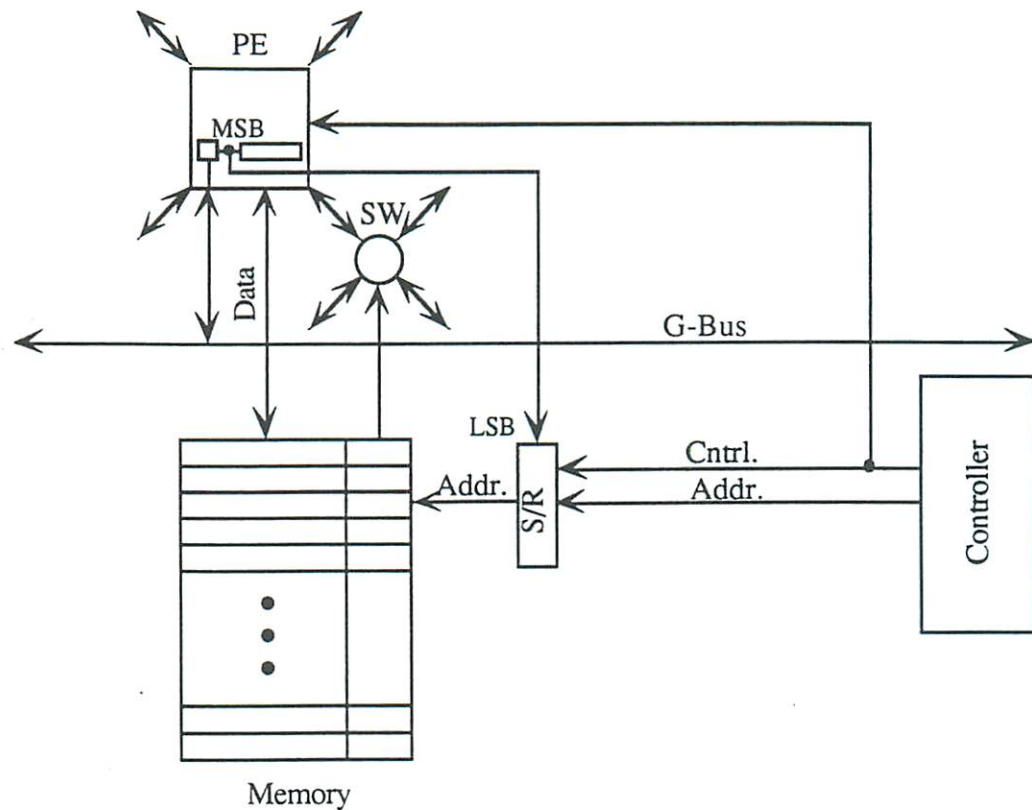 PE
MSB
SW
Data
G-Bus
LSB
Cntrl.
Addr.
Addr.
S/R
Controller
Memory